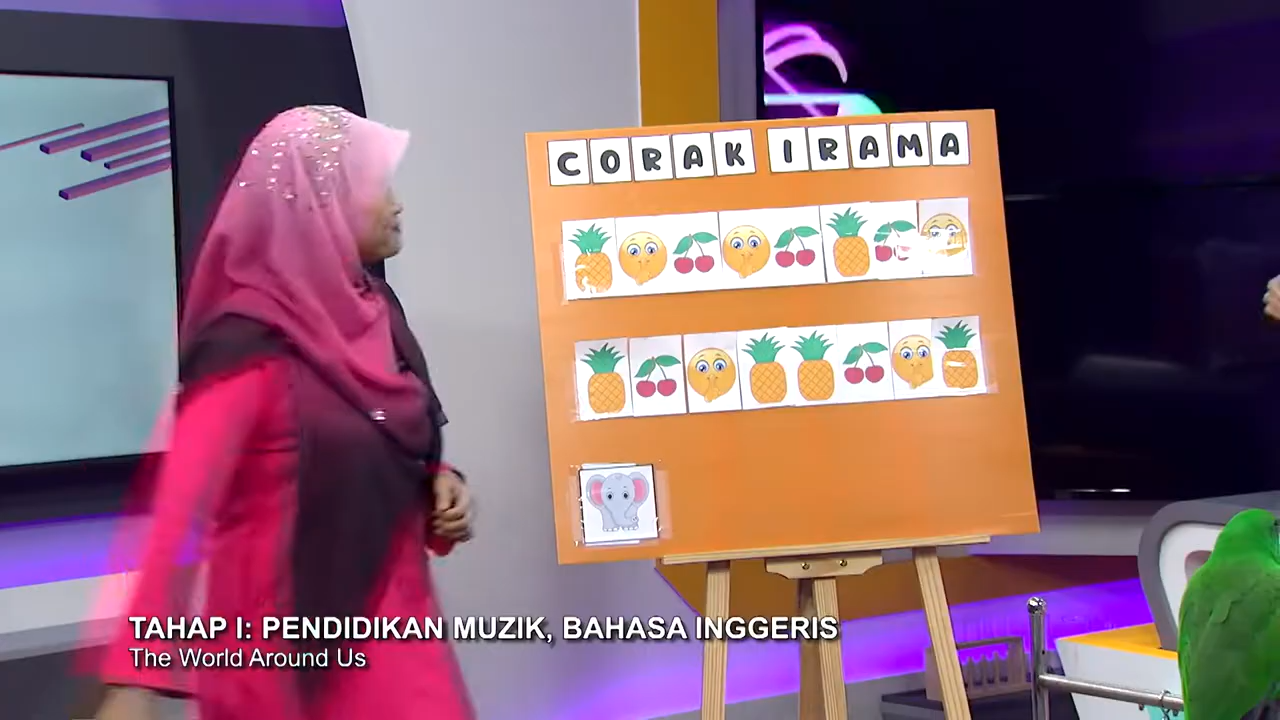 CORAK IRAMA
TAHAP I: PENDIDIKAN MUZIK, BAHASA INGGERIS
The World Around Us